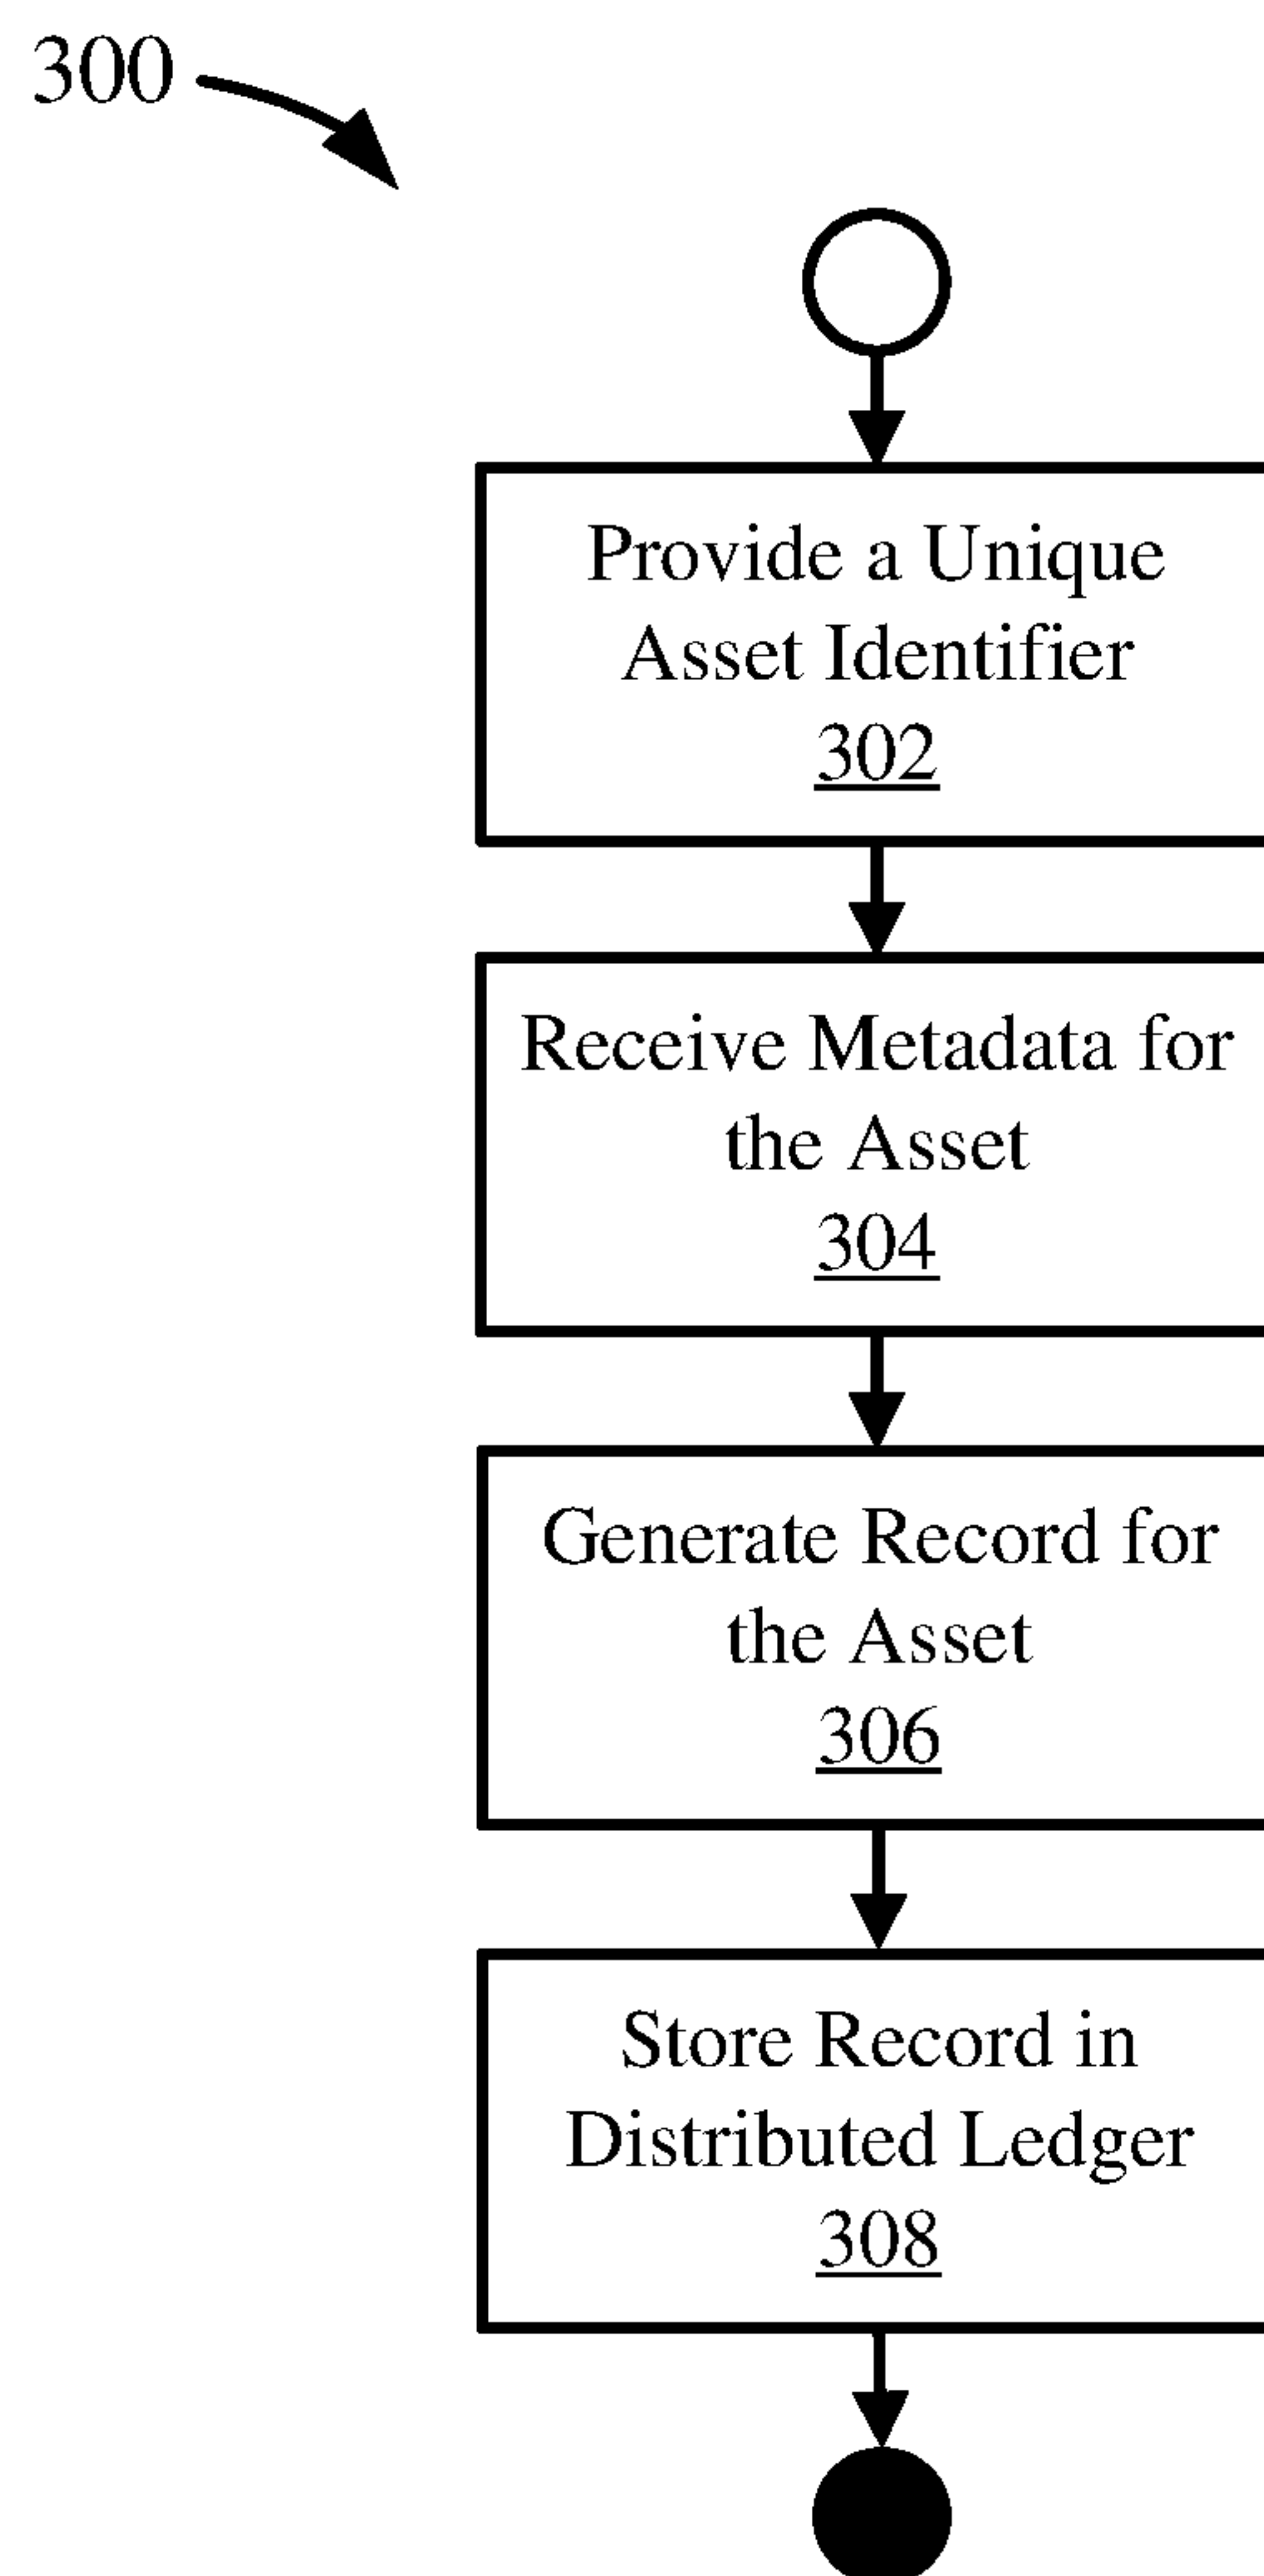 300
Provide a Unique
Asset Identifier
302
Receive Metadata for
the Asset
304
Generate Record for
the Asset
306
Store Record in
Distributed Ledger
308